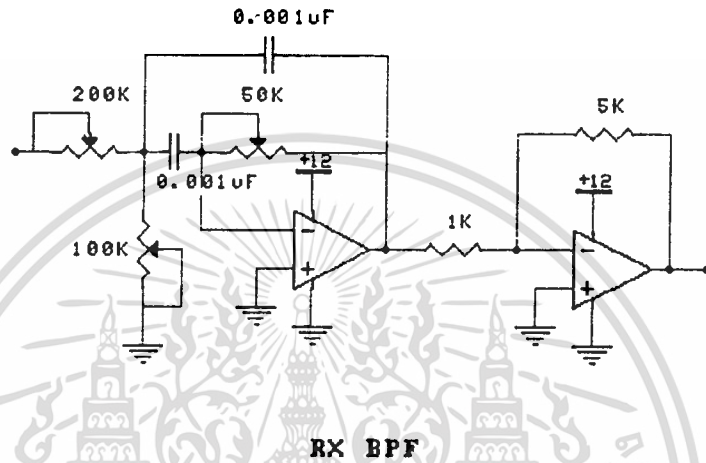 0.001uF
200K
50K
0.001uF
+12
5K
+12
100K
-
+
1K
-
+
RX BPF